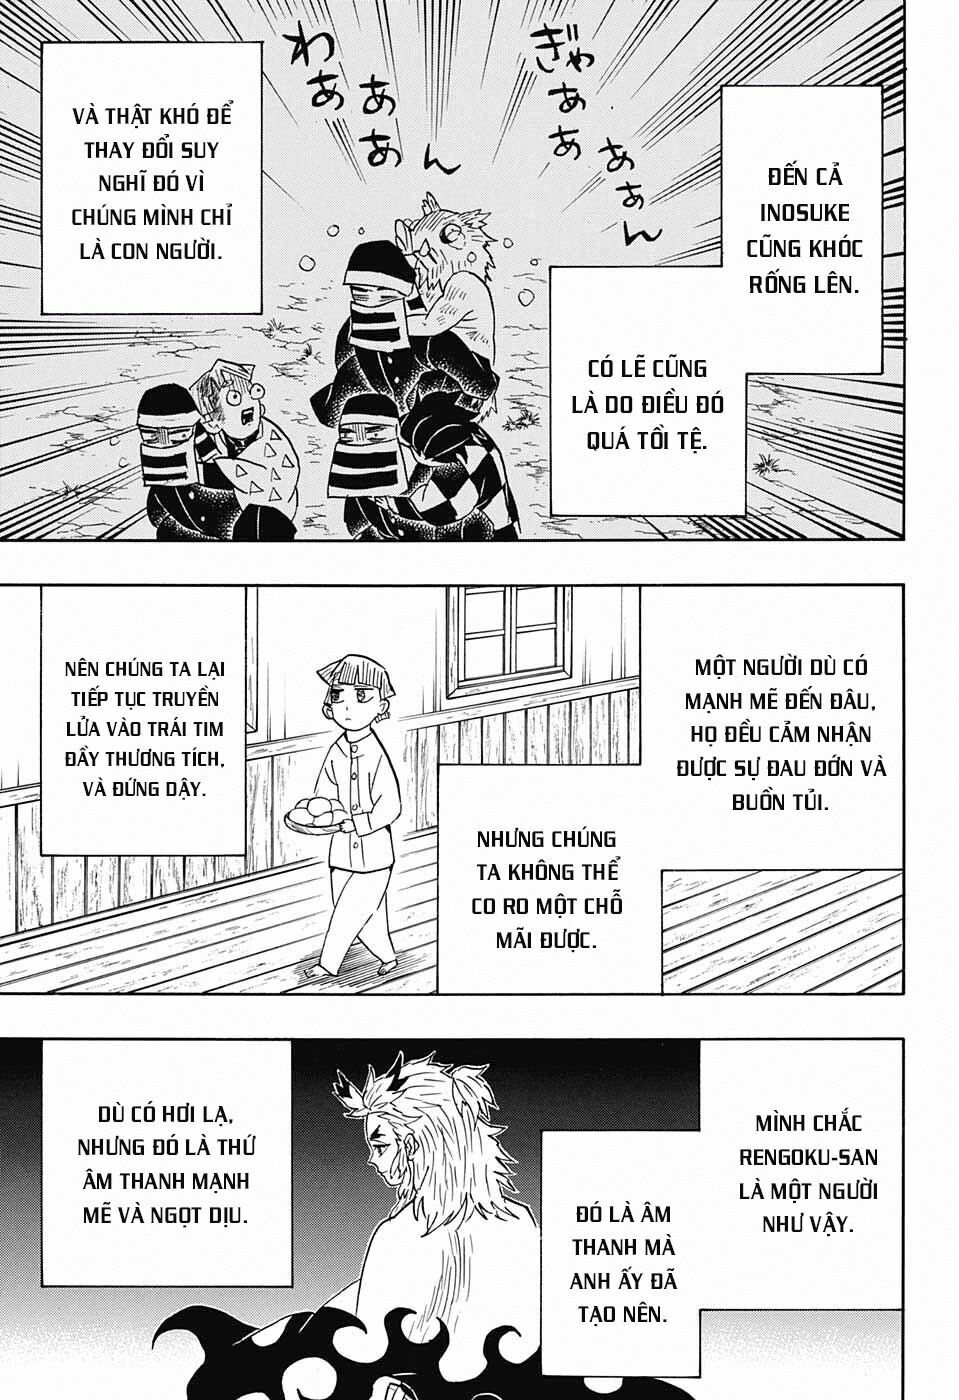 ĐẾN CẢ
INOSUKE
CŨNG KHÓC
RỐNG LÊN.
ぎゃああ
ああん
CÓ LẼ CŨNG
LÀ DO ĐIỀU ĐÓ
QUÁ TỒI TỆ.
わああ
あああん
VÀ THẬT KHÓ ĐỂ
THAY ĐỔI SUY
NGHĨ ĐÓ VÌ
CHÚNG MÌNH CHỈ
LÀ CON NGƯỜI.
MỘT NGƯỜI DÙ CÓ
MẠNH MẼ ĐẾN ĐÂU,
HỌ ĐỀU CẢM NHẬN
ĐƯỢC SỰ ĐAU ĐỚN VÀ
BUỒN TỦI.
NHƯNG CHÚNG
TA KHÔNG THỂ
CO RO MỘT CHỖ
MÃI ĐƯỢC.
NÊN CHÚNG TA LẠI
TIẾP TỤC TRUYỀN
LỬA VÀO TRÁI TIM
ĐẦY THƯƠNG TÍCH,
VÀ ĐỨNG DẬY.
MÌNH CHẮC
RENGOKU-SAN
LÀ MỘT NGƯỜI
NHƯ VẬY.
ĐÓ LÀ ÂM
THANH MÀ
ANH ẤY ĐÃ
TẠO NÊN.
DÙ CÓ HƠI LẠ,
NHƯNG ĐÓ LÀ THỨ
ÂM THANH MẠNH
MẼ VÀ NGỌT DỊU.